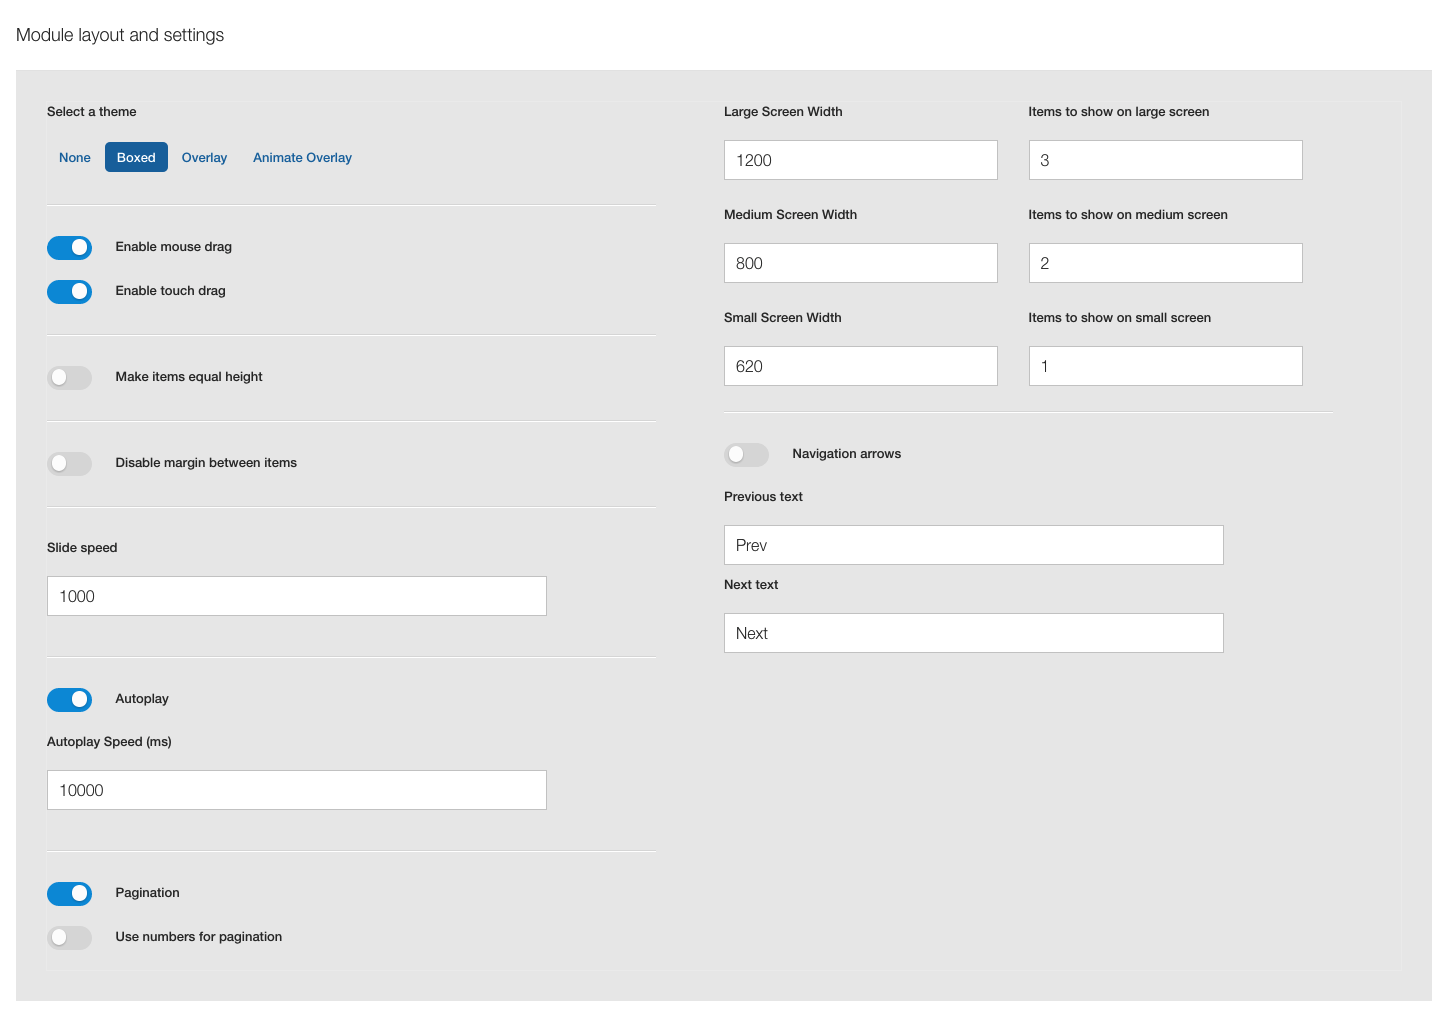 Module layout and settings
Select a theme
None Boxed Overlay Animate Overlay
Enable mouse drag
Enable touch drag
Make items equal height
Disable margin between items
Slide speed
1000
Autoplay
Autoplay Speed (ms)
10000
Pagination
Use numbers for pagination
Large Screen Width Items to show on large screen
1200 3
Medium Screen Width Items to show on medium screen
800 2
Small Screen Width Items to show on small screen
620 1
Navigation arrows
Previous text
Prev
Next text
Next